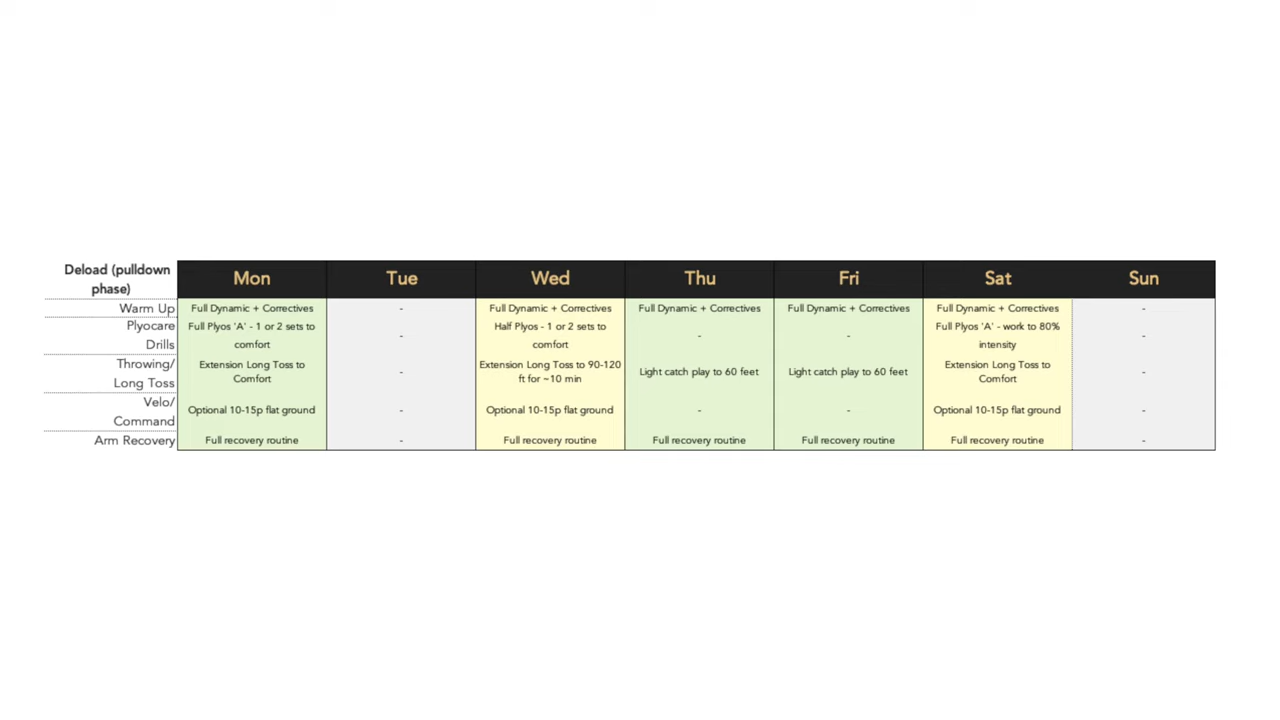 Deload (pulldown phase) Mon Tue Wed Thu Fri Sat Sun
Warm Up Full Dynamic + Correctives - Full Dynamic + Correctives Full Dynamic + Correctives Full Dynamic + Correctives Full Dynamic + Correctives -
Plyocare Drills Full Plyos 'A' - 1 or 2 sets to comfort - Half Plyos - 1 or 2 sets to comfort - - Full Plyos 'A' - work to 80% intensity -
Throwing/ Long Toss Extension Long Toss to Comfort - Extension Long Toss to 90-120 ft for ~10 min Light catch play to 60 feet Light catch play to 60 feet Extension Long Toss to Comfort -
Velo/ Command Optional 10-15p flat ground - Optional 10-15p flat ground - - Optional 10-15p flat ground -
Arm Recovery Full recovery routine - Full recovery routine Full recovery routine Full recovery routine Full recovery routine -